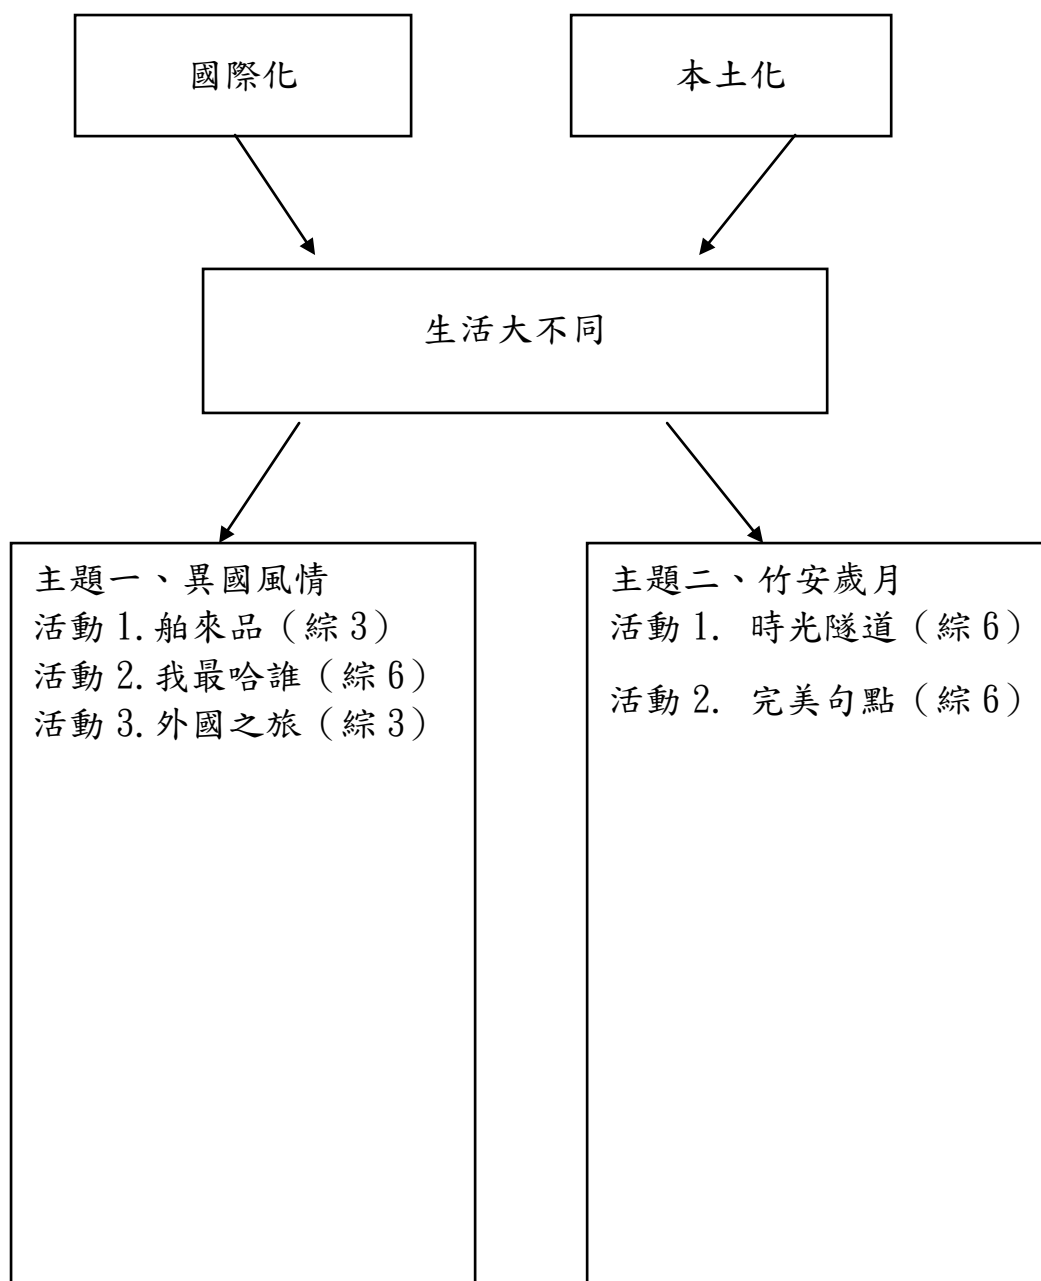 國際化
本土化
生活大不同
主題一、異國風情
活動 1.舶來品（綜 3）
活動 2.我最哈誰（綜 6）
活動 3.外國之旅（綜 3）
主題二、竹安歲月
活動 1. 時光隧道（綜 6）
活動 2. 完美句點（綜 6）